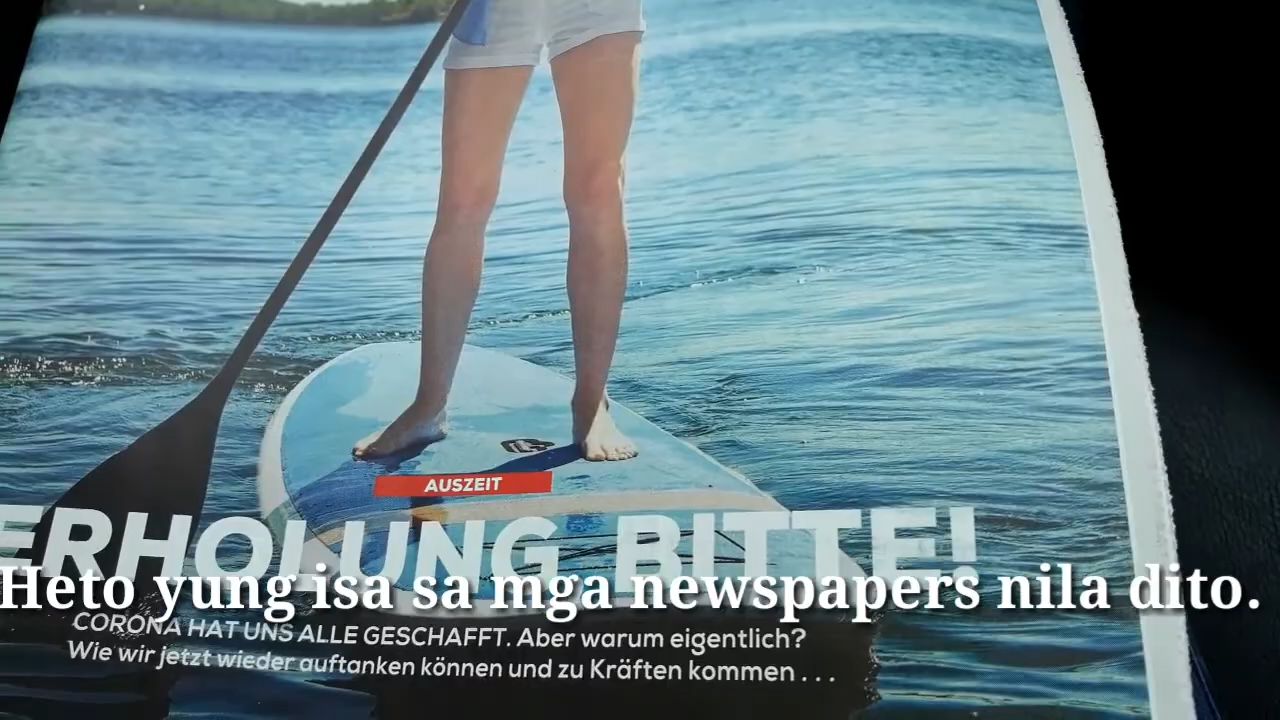 AUSZEIT
ERHOLUNG BITTE!
Heto yung isa sa mga newspapers nila dito.
CORONA HAT UNS ALLE GESCHAFFT. Aber warum eigentlich?
Wie wir jetzt wieder auftanken können und zu Kräften kommen . . .